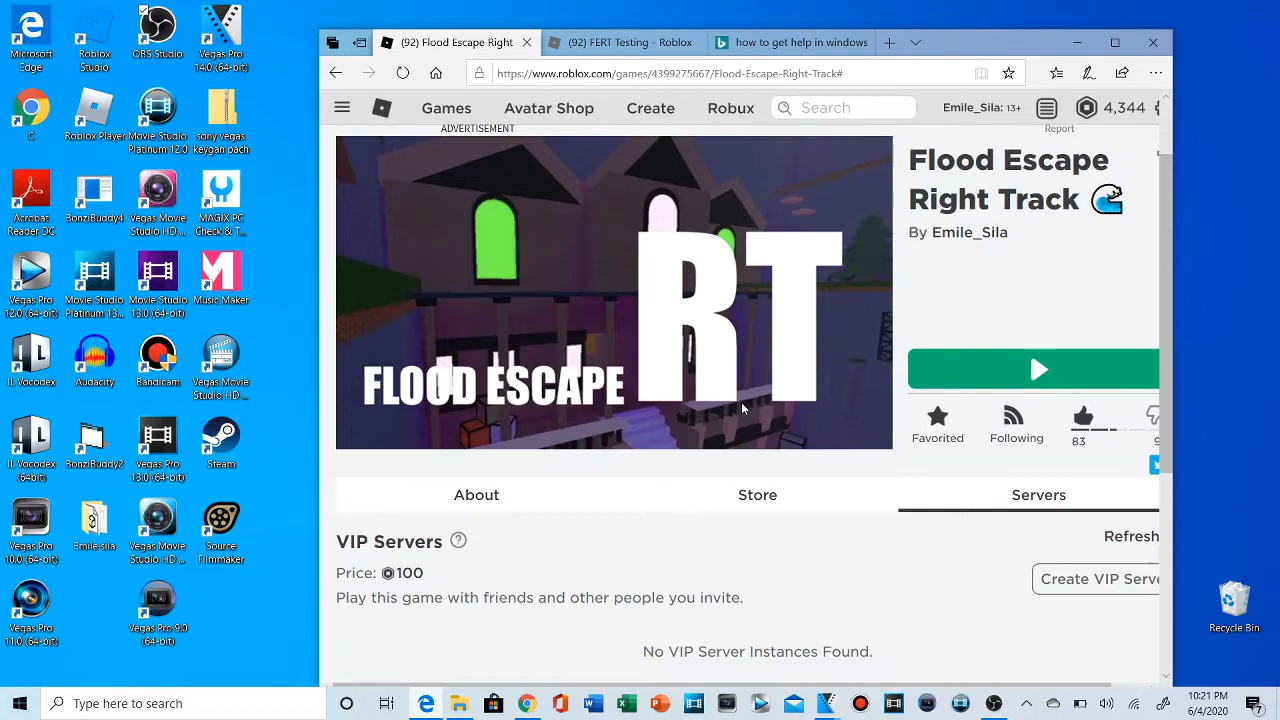 Microsoft
Edge
Roblox
Studio
OBS Studio
Vegas Pro
14.0 (64-bit)
C
Roblox Player
Movie Studio
Platinum 12.0
sony vegas
keygan pach
Acrobat
Reader DC
BonziBuddy4
Vegas Movie
Studio HD ...
MAGIX PC
Check & T...
Vegas Pro
12.0 (64-bit)
Movie Studio
Platinum 13...
Movie Studio
13.0 (64-bit)
Music Maker
IL Vocodex
Audacity
Bandicam
Vegas Movie
Studio HD ...
IL Vocodex
(64bit)
BonziBuddy2
Vegas Pro
13.0 (64-bit)
Steam
Vegas Pro
10.0 (64-bit)
Emile sila
Vegas Movie
Studio HD ...
Source
Filmmaker
Vegas Pro
11.0 (64-bit)
Vegas Pro 9.0
(64-bit)
Recycle Bin
(92) Flood Escape Right
(92) FERT Testing - Roblox
how to get help in windows
https://www.roblox.com/games/4399275667/Flood-Escape-Right-Track#
Games
Avatar Shop
Create
Robux
Search
Emile_Sila: 13+
4,344
ADVERTISEMENT
Report
FLOOD ESCAPE RT
Flood Escape
Right Track
By Emile_Sila
Favorited
Following
83
9
About
Store
Servers
VIP Servers
Refresh
Price: 100
Create VIP Serve
Play this game with friends and other people you invite.
No VIP Server Instances Found.
Type here to search
10:21 PM
6/4/2020
7